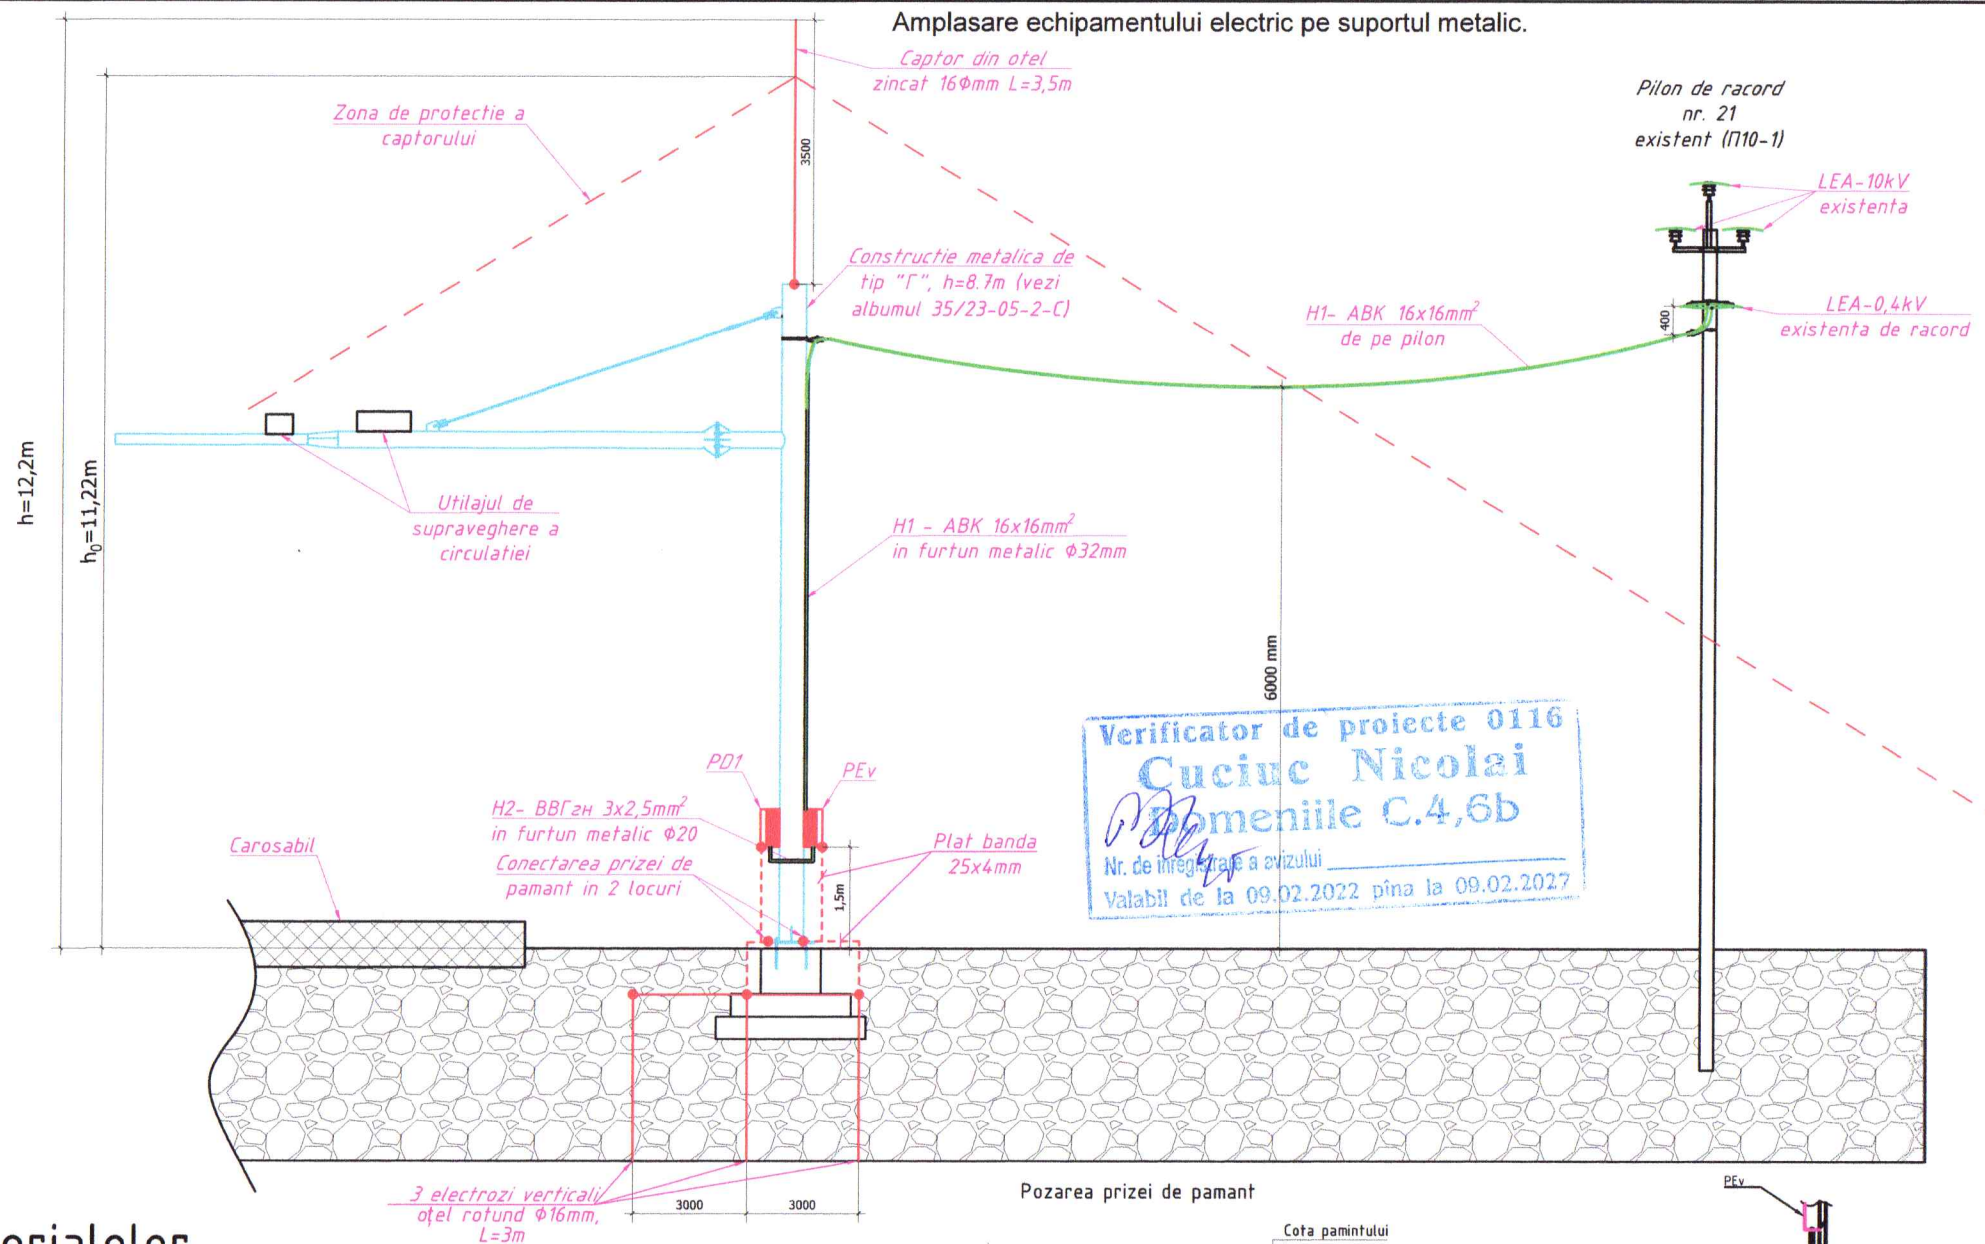 Amplasare echipamentului electric pe suportul metalic.
Captor din otel
zincat 16Φmm L=3,5m
Zona de protectie a
captorului
3500
Pilon de racord
nr. 21
existent (П10-1)
LEA-10kV
existenta
Constructie metalica de
tip "Г", h=8.7m (vezi
albumul 35/23-05-2-C)
H1- ABK 16x16mm²
de pe pilon
400
LEA-0,4kV
existenta de racord
h=12,2m
h₀=11,22m
Utilajul de
supraveghere a
circulatiei
H1 - ABK 16x16mm²
in furtun metalic Φ32mm
6000 mm
Verificator de proiecte 0116
Cuciuc Nicolai
Domeniile C.4,6b
Nr. de inregistrare a avizului
Valabil de la 09.02.2022 pîna la 09.02.2027
PD1
PEv
H2- ВВГгн 3x2,5mm²
in furtun metalic Φ20
Conectarea prizei de
pamant in 2 locuri
Plat banda
25x4mm
1,5m
Carosabil
3 electrozi verticali
oțel rotund Φ16mm,
L=3m
3000
3000
Pozarea prizei de pamant
PEv
Cota pamintului